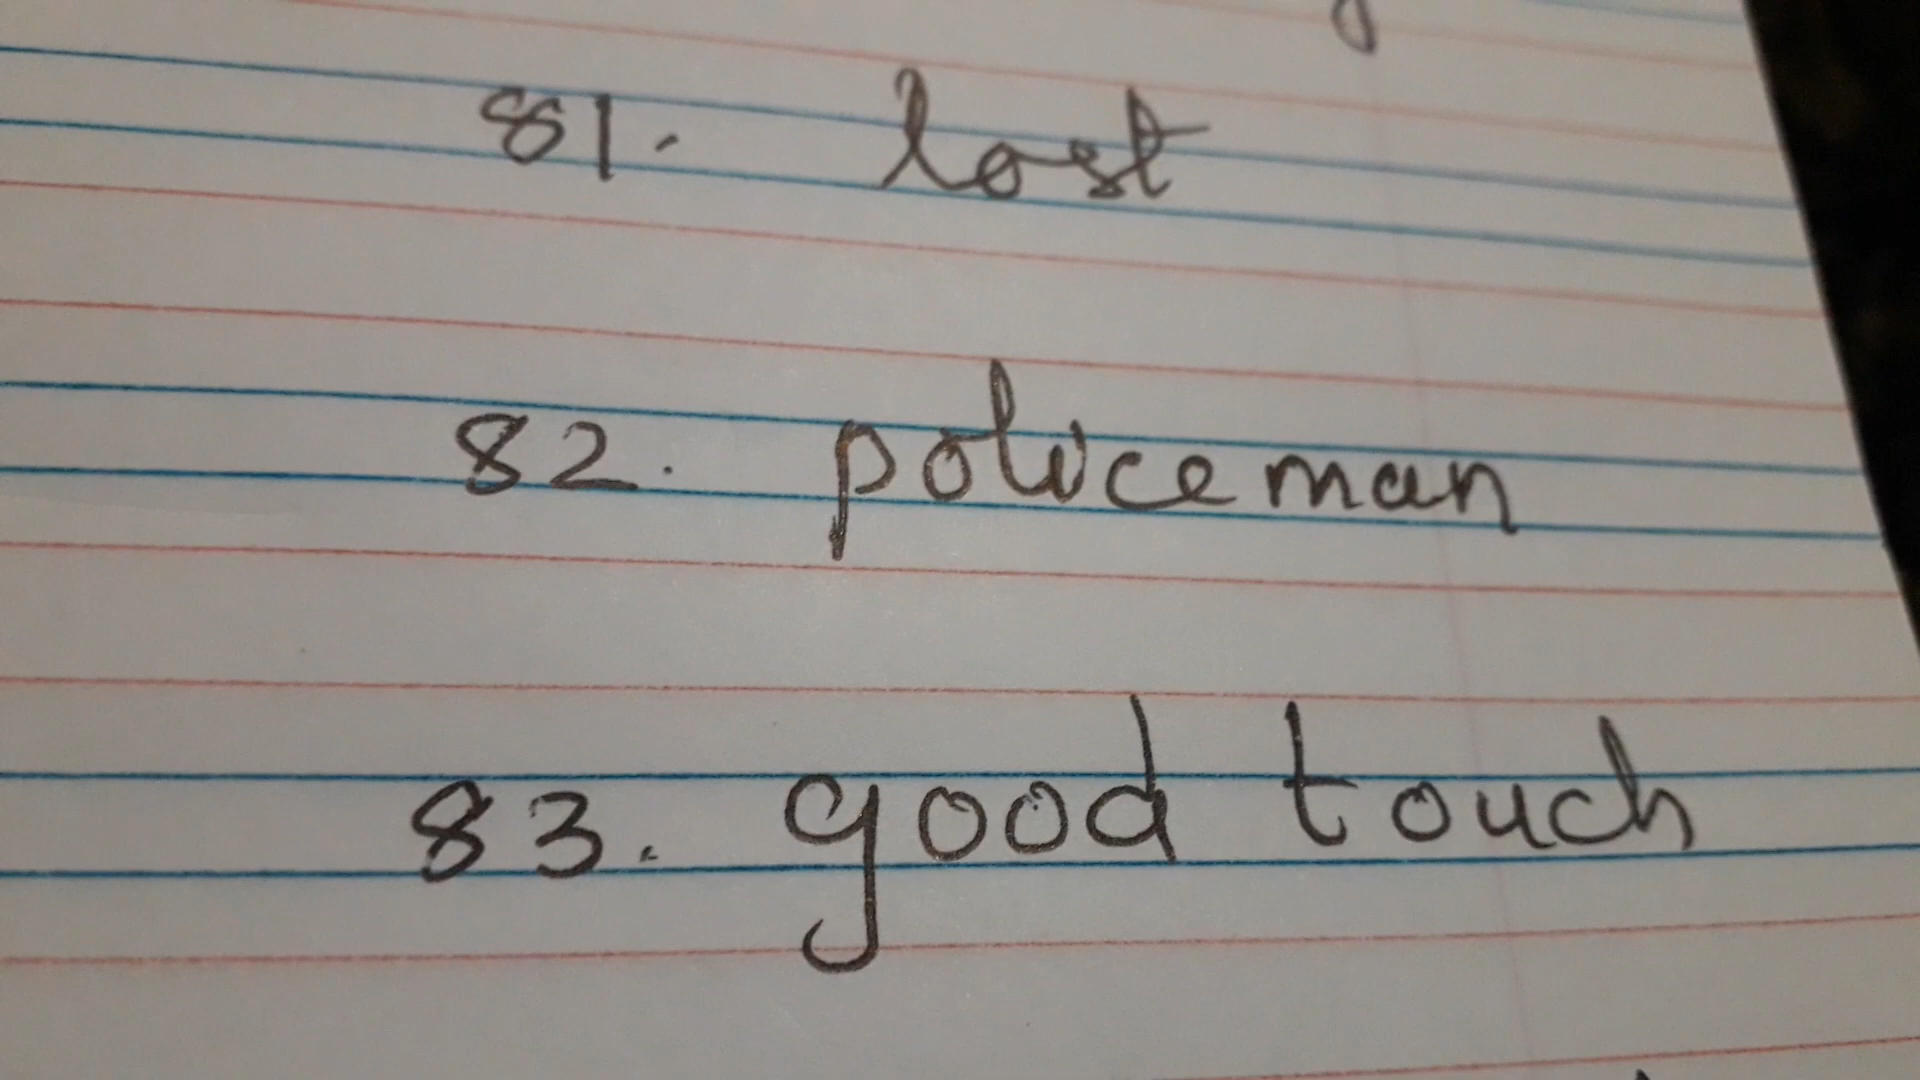 81. lost
82. policeman
83. good touch